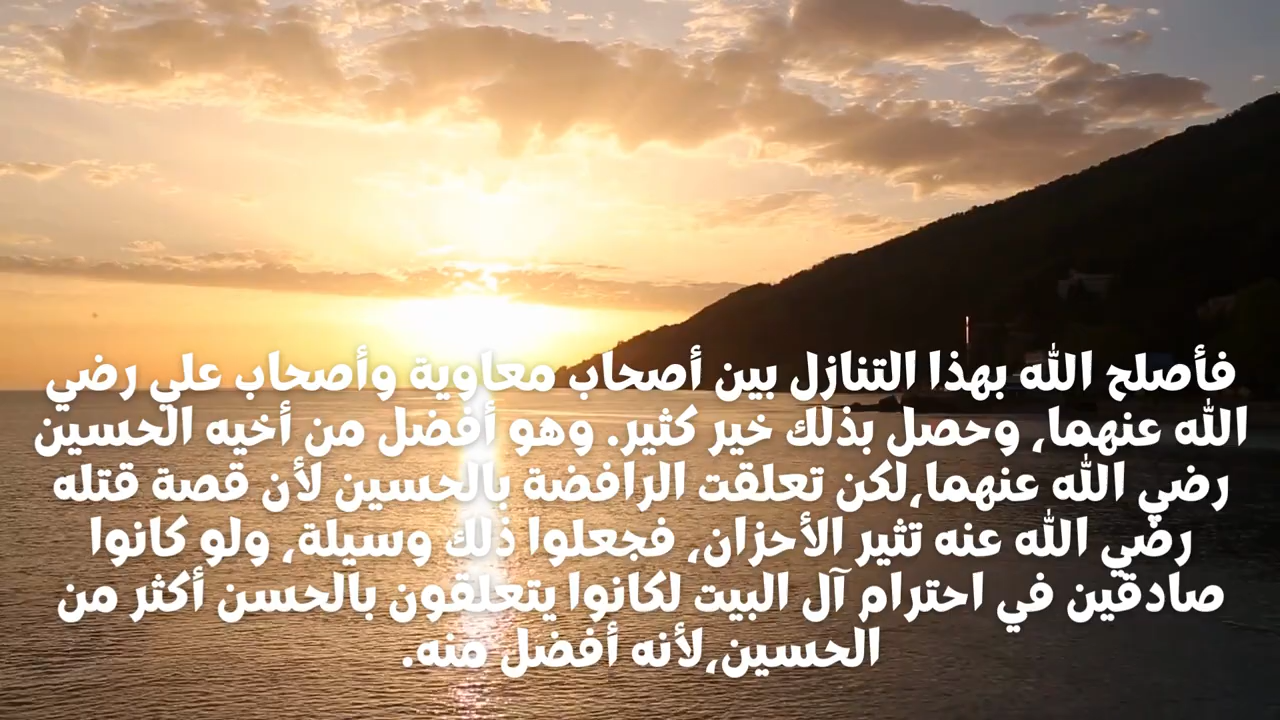 فأصلح الله بهذا التنازل بين أصحاب معاوية وأصحاب علي رضي
الله عنهما, وحصل بذلك خير كثير. وهو أفضل من أخيه الحسين
رضي الله عنهما,لكن تعلقت الرافضة بالحسين لأن قصة قتله
رضي الله عنه تثير الأحزان, فجعلوا ذلك وسيلة, ولو كانوا
صادقين في احترام آل البيت لكانوا يتعلقون بالحسن أكثر من
الحسين,لأنه أفضل منه.